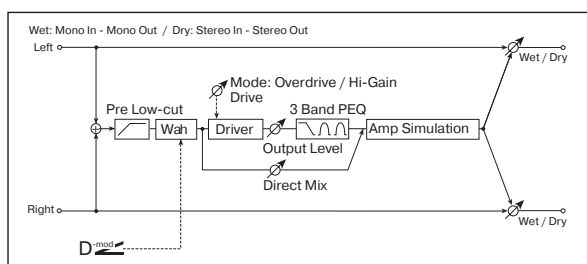 Wet: Mono In - Mono Out / Dry: Stereo In - Stereo Out
Left
Wet / Dry
Mode: Overdrive / Hi-Gain
Drive
Pre Low-cut
3 Band PEQ
Wah
Driver
Amp Simulation
Output Level
Direct Mix
Right
Wet / Dry
D-mod